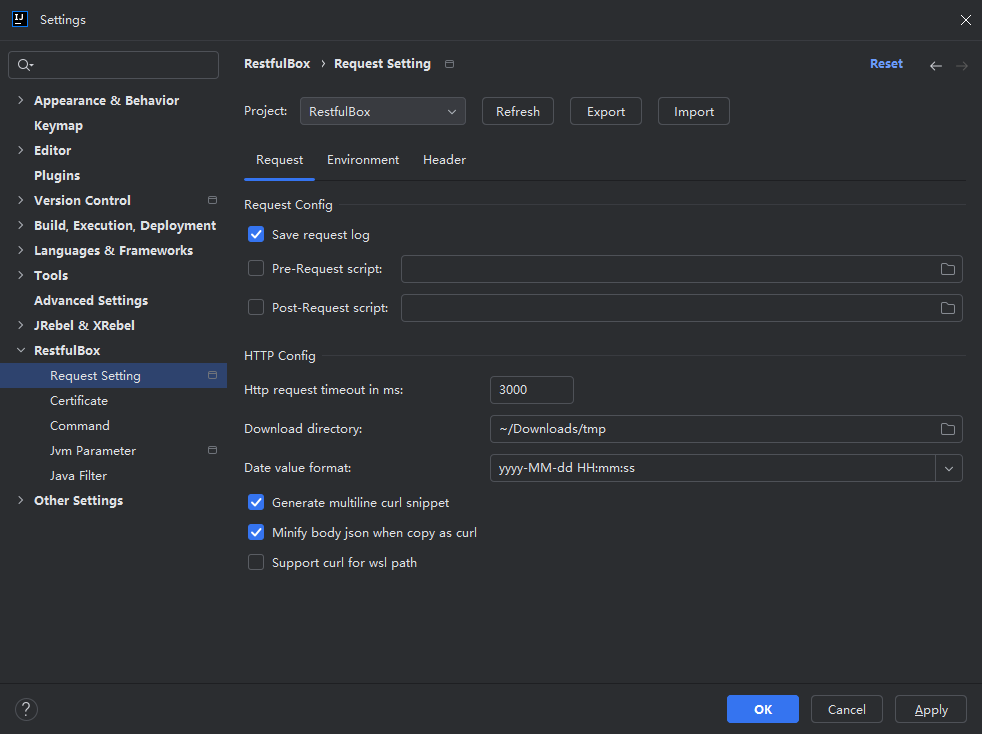 Settings
RestfulBox › Request Setting
Reset
Appearance & Behavior
Keymap
Editor
Plugins
Version Control
Build, Execution, Deployment
Languages & Frameworks
Tools
Advanced Settings
JRebel & XRebel
RestfulBox
Request Setting
Certificate
Command
Jvm Parameter
Java Filter
Other Settings
Project: RestfulBox Refresh Export Import
Request Environment Header
Request Config
Save request log
Pre-Request script:
Post-Request script:
HTTP Config
Http request timeout in ms: 3000
Download directory: ~/Downloads/tmp
Date value format: yyyy-MM-dd HH:mm:ss
Generate multiline curl snippet
Minify body json when copy as curl
Support curl for wsl path
? OK Cancel Apply